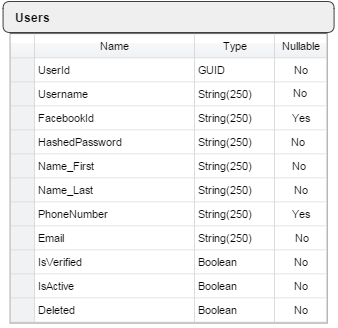 Users
Name Type Nullable
UserId GUID No
Username String(250) No
FacebookId String(250) Yes
HashedPassword String(250) No
Name_First String(250) No
Name_Last String(250) No
PhoneNumber String(250) Yes
Email String(250) No
IsVerified Boolean No
IsActive Boolean No
Deleted Boolean No